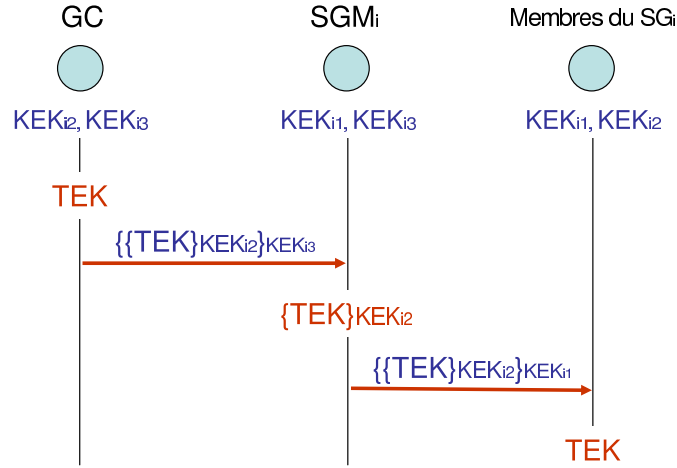 GC SGMi Membres du SGi
KEKi2, KEKi3 KEKi1, KEKi3 KEKi1, KEKi2
TEK
{{TEK}KEKi2}KEKi3
{TEK}KEKi2
{{TEK}KEKi2}KEKi1
TEK